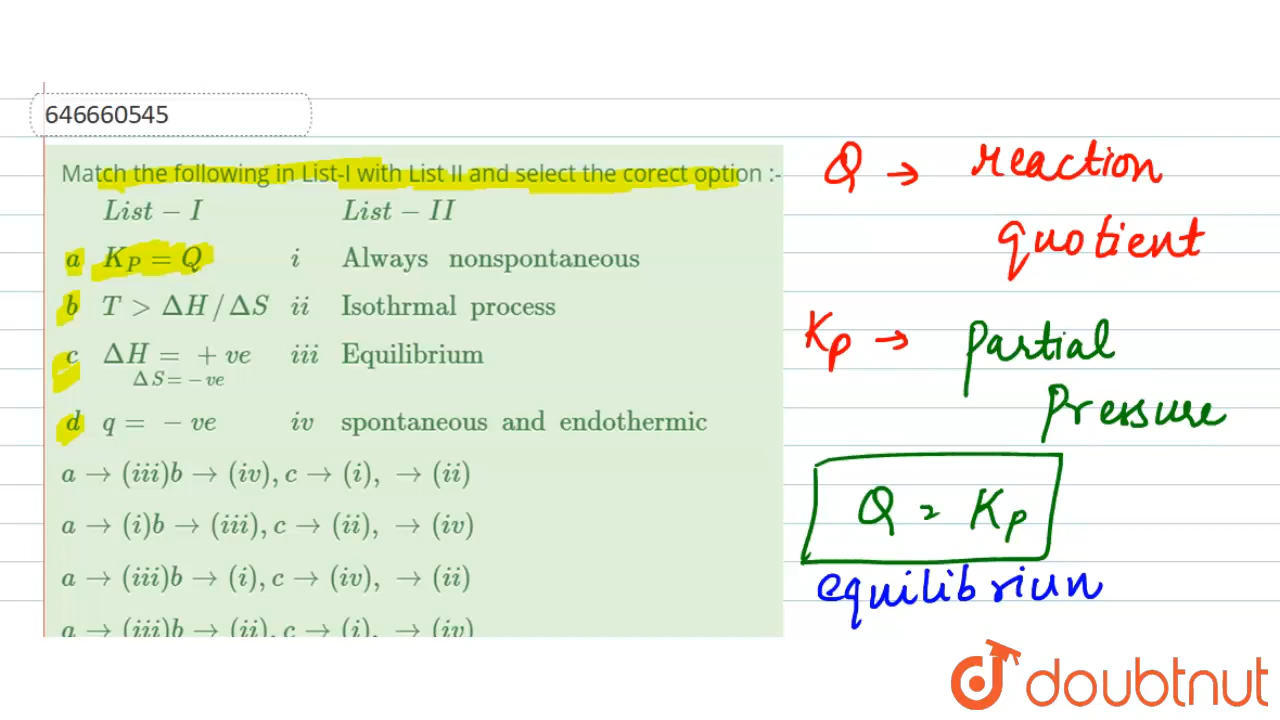 646660545
Match the following in List-I with List II and select the corect option :-
List – I List – II
a K_P = Q i Always nonspontaneous
b T > ΔH / ΔS ii Isothrmal process
c ΔH = + ve iii Equilibrium
ΔS = – ve
d q = – ve iv spontaneous and endothermic
a → (iii)b → (iv), c → (i), → (ii)
a → (i)b → (iii), c → (ii), → (iv)
a → (iii)b → (i), c → (iv), → (ii)
a → (iii)b → (ii), c → (i), → (iv)
Q → reaction
quotient
Kp → Partial
Pressure
Q = Kp
equilibriun
doubtnut